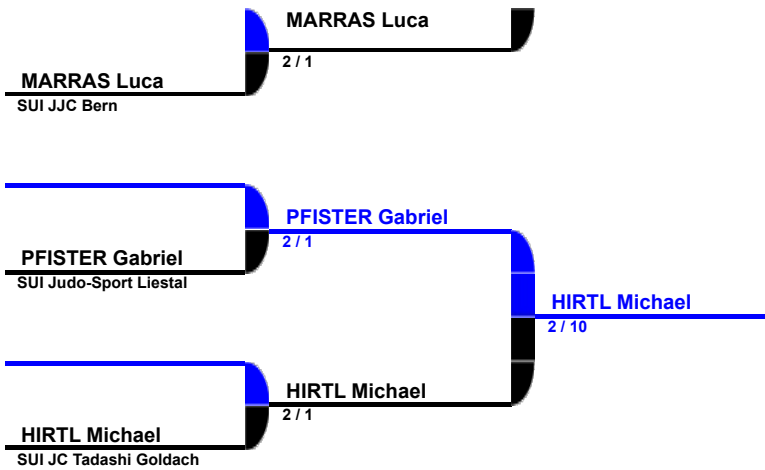 MARRAS Luca
2 / 1
MARRAS Luca
SUI JJC Bern
PFISTER Gabriel
2 / 1
PFISTER Gabriel
SUI Judo-Sport Liestal
HIRTL Michael
2 / 10
HIRTL Michael
2 / 1
HIRTL Michael
SUI JC Tadashi Goldach